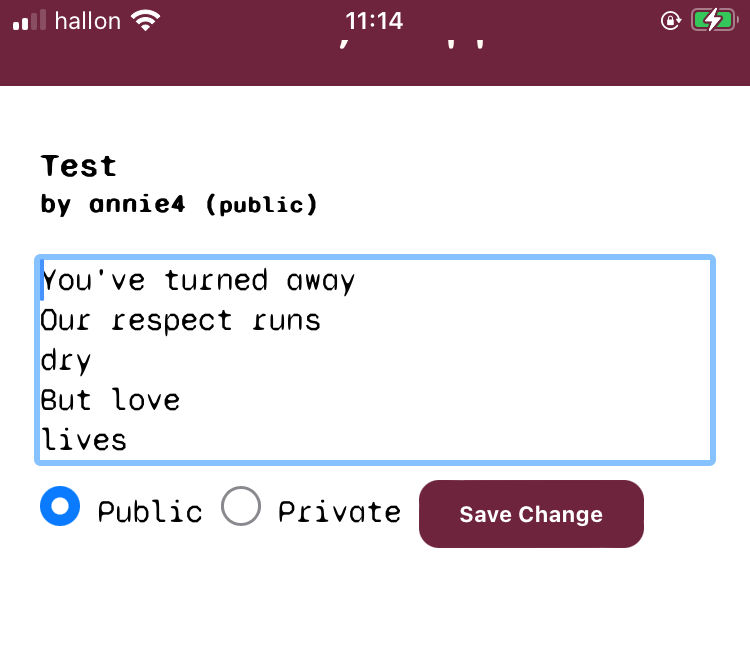 hallon 11:14
Test
by annie4 (public)
You've turned away
Our respect runs
dry
But love
lives
Public Private Save Change